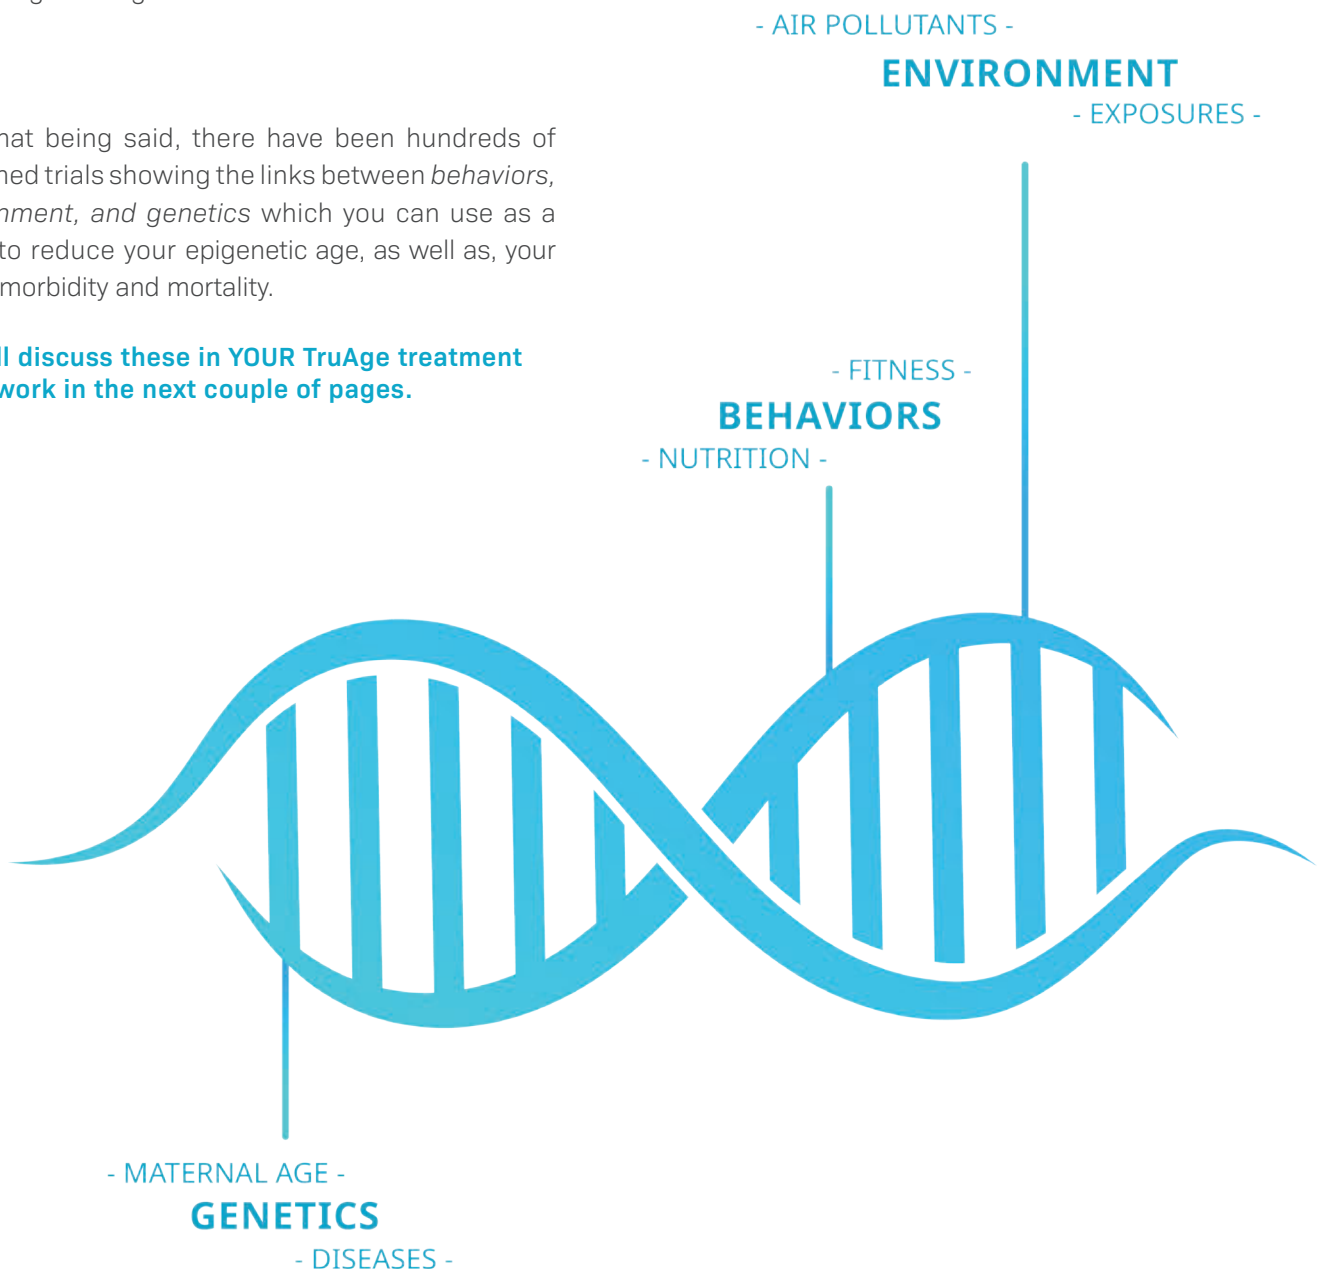 - AIR POLLUTANTS -
ENVIRONMENT
- EXPOSURES -
hat being said, there have been hundreds of
hed trials showing the links between behaviors,
nment, and genetics which you can use as a
to reduce your epigenetic age, as well as, your
morbidity and mortality.
ll discuss these in YOUR TruAge treatment
work in the next couple of pages.
- FITNESS -
BEHAVIORS
- NUTRITION -
- MATERNAL AGE -
GENETICS
- DISEASES -